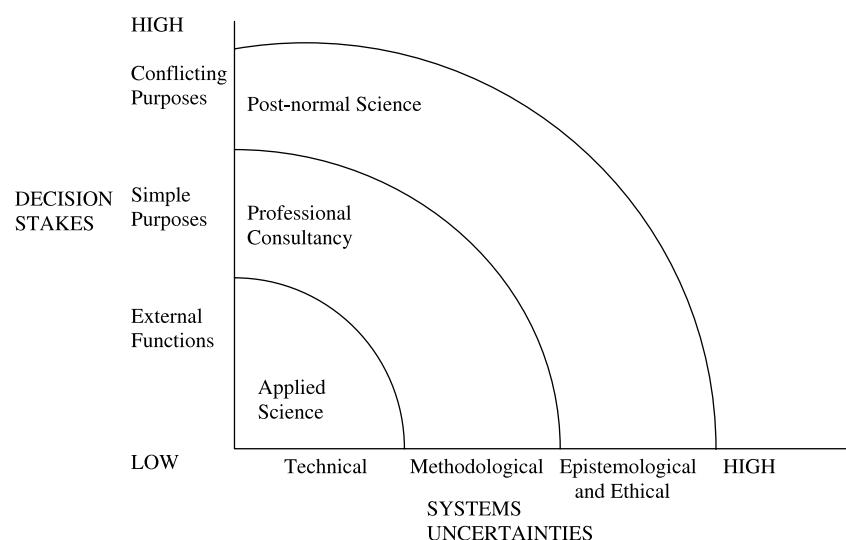 HIGH
Conflicting
Purposes
Post-normal Science
DECISION
STAKES
Simple
Purposes
Professional
Consultancy
External
Functions
Applied
Science
LOW
Technical
Methodological
Epistemological
and Ethical
HIGH
SYSTEMS
UNCERTAINTIES